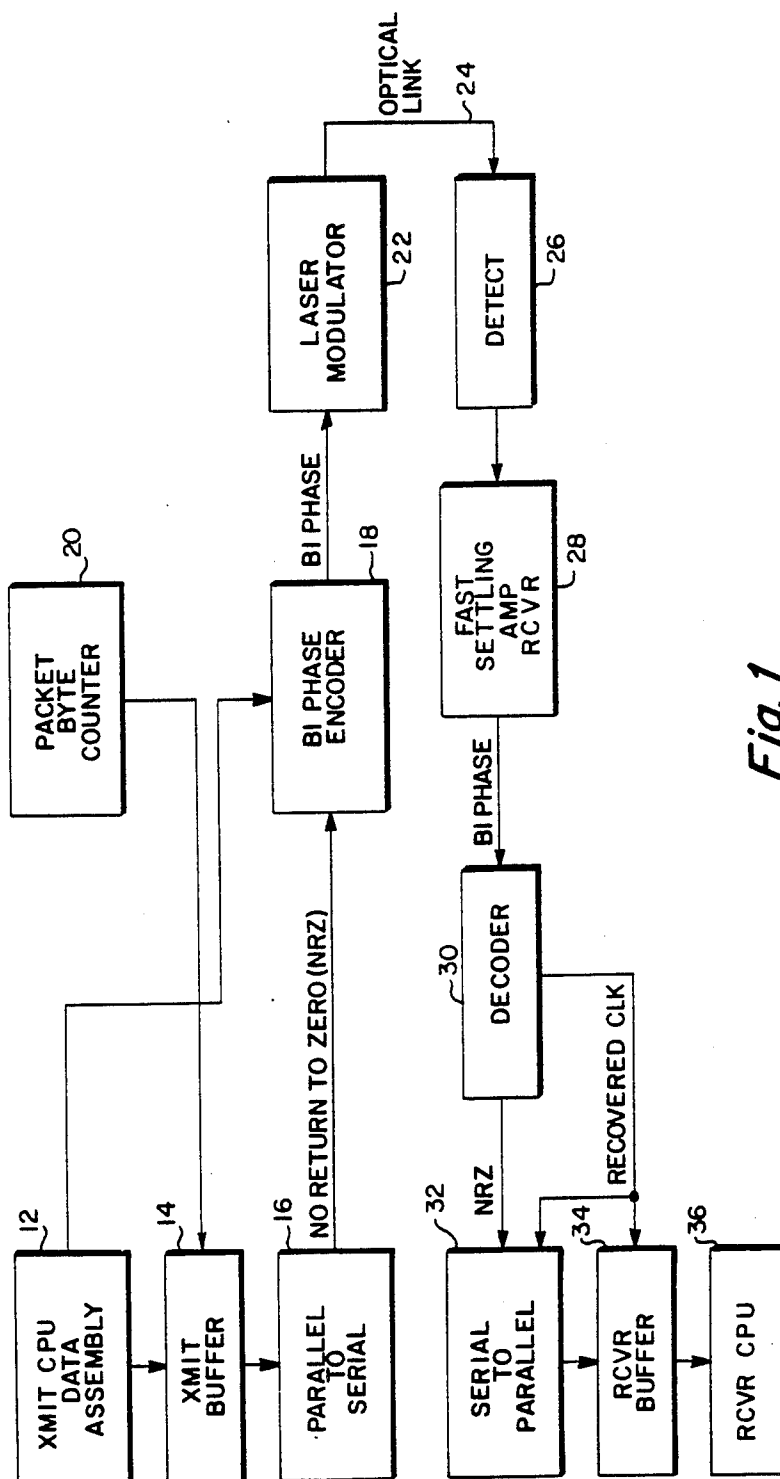 12
XMIT CPU
DATA
ASSEMBLY
14
XMIT
BUFFER
16
PARALLEL
TO
SERIAL
NO RETURN TO ZERO (NRZ)
20
PACKET
BYTE
COUNTER
18
BI PHASE
ENCODER
BI PHASE
LASER
MODULATOR
22
OPTICAL
LINK
24
DETECT
26
FAST
SETTLING
AMP
RCVR
28
BI PHASE
30
DECODER
NRZ
RECOVERED CLK
32
SERIAL
TO
PARALLEL
34
RCVR
BUFFER
36
RCVR CPU
Fig. 1